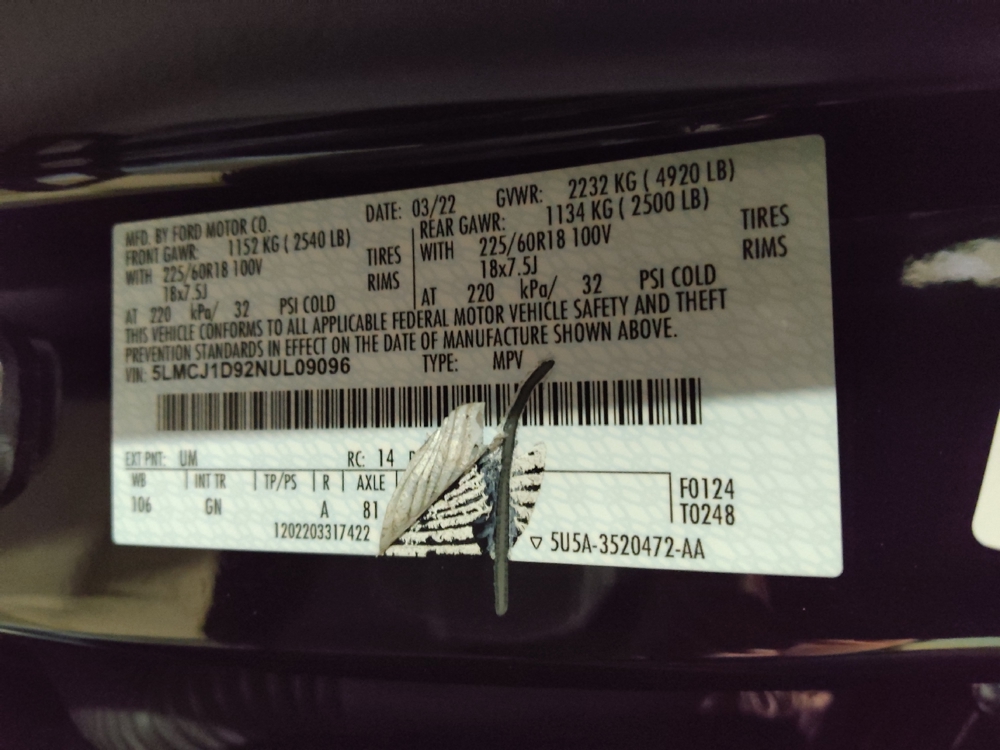 MFD. BY FORD MOTOR CO.
DATE: 03/22 GVWR: 2232 KG ( 4920 LB)
FRONT GAWR: 1152 KG ( 2540 LB)
WITH 225/60R18 100V TIRES
18x7.5J RIMS
AT 220 kPa/ 32 PSI COLD
REAR GAWR: 1134 KG ( 2500 LB)
WITH 225/60R18 100V TIRES
18x7.5J RIMS
AT 220 kPa/ 32 PSI COLD
THIS VEHICLE CONFORMS TO ALL APPLICABLE FEDERAL MOTOR VEHICLE SAFETY AND THEFT
PREVENTION STANDARDS IN EFFECT ON THE DATE OF MANUFACTURE SHOWN ABOVE.
VIN: 5LMCJ1D92NUL09096 TYPE: MPV
EXT PNT: UM RC: 14
WB INT TR TP/PS R AXLE
106 GN A 81
F0124
T0248
1202203317422
▽ 5U5A-3520472-AA